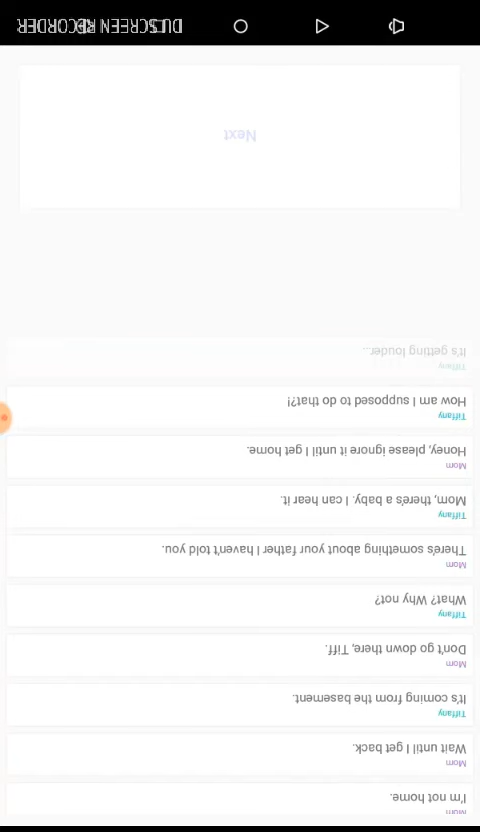 Mom
I'm not home.
Mom
Wait until I get back.
Tiffany
It's coming from the basement.
Mom
Don't go down there, Tiff.
Tiffany
What? Why not?
Mom
There's something about your father I haven't told you.
Tiffany
Mom, there's a baby. I can hear it.
Mom
Honey, please ignore it until I get home.
Tiffany
How am I supposed to do that?!
Tiffany
It's getting louder...
Next
DU SCREEN RECORDER